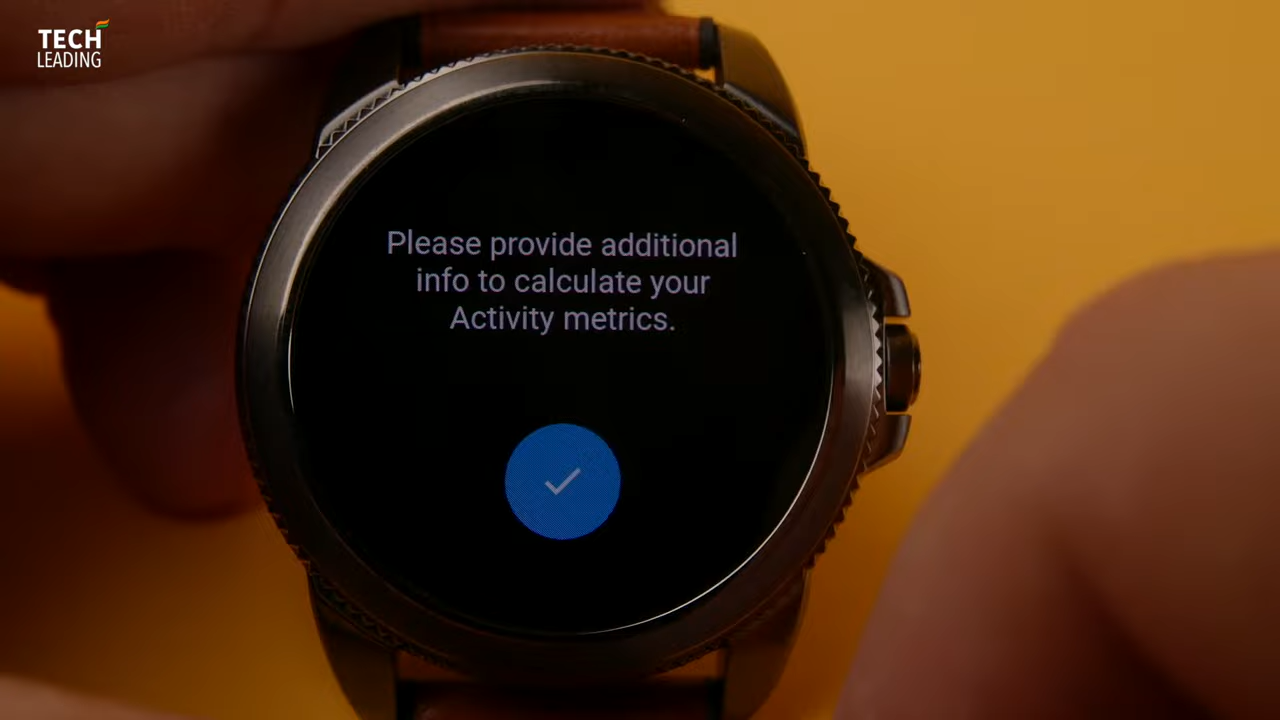 TECH
LEADING
Please provide additional
info to calculate your
Activity metrics.